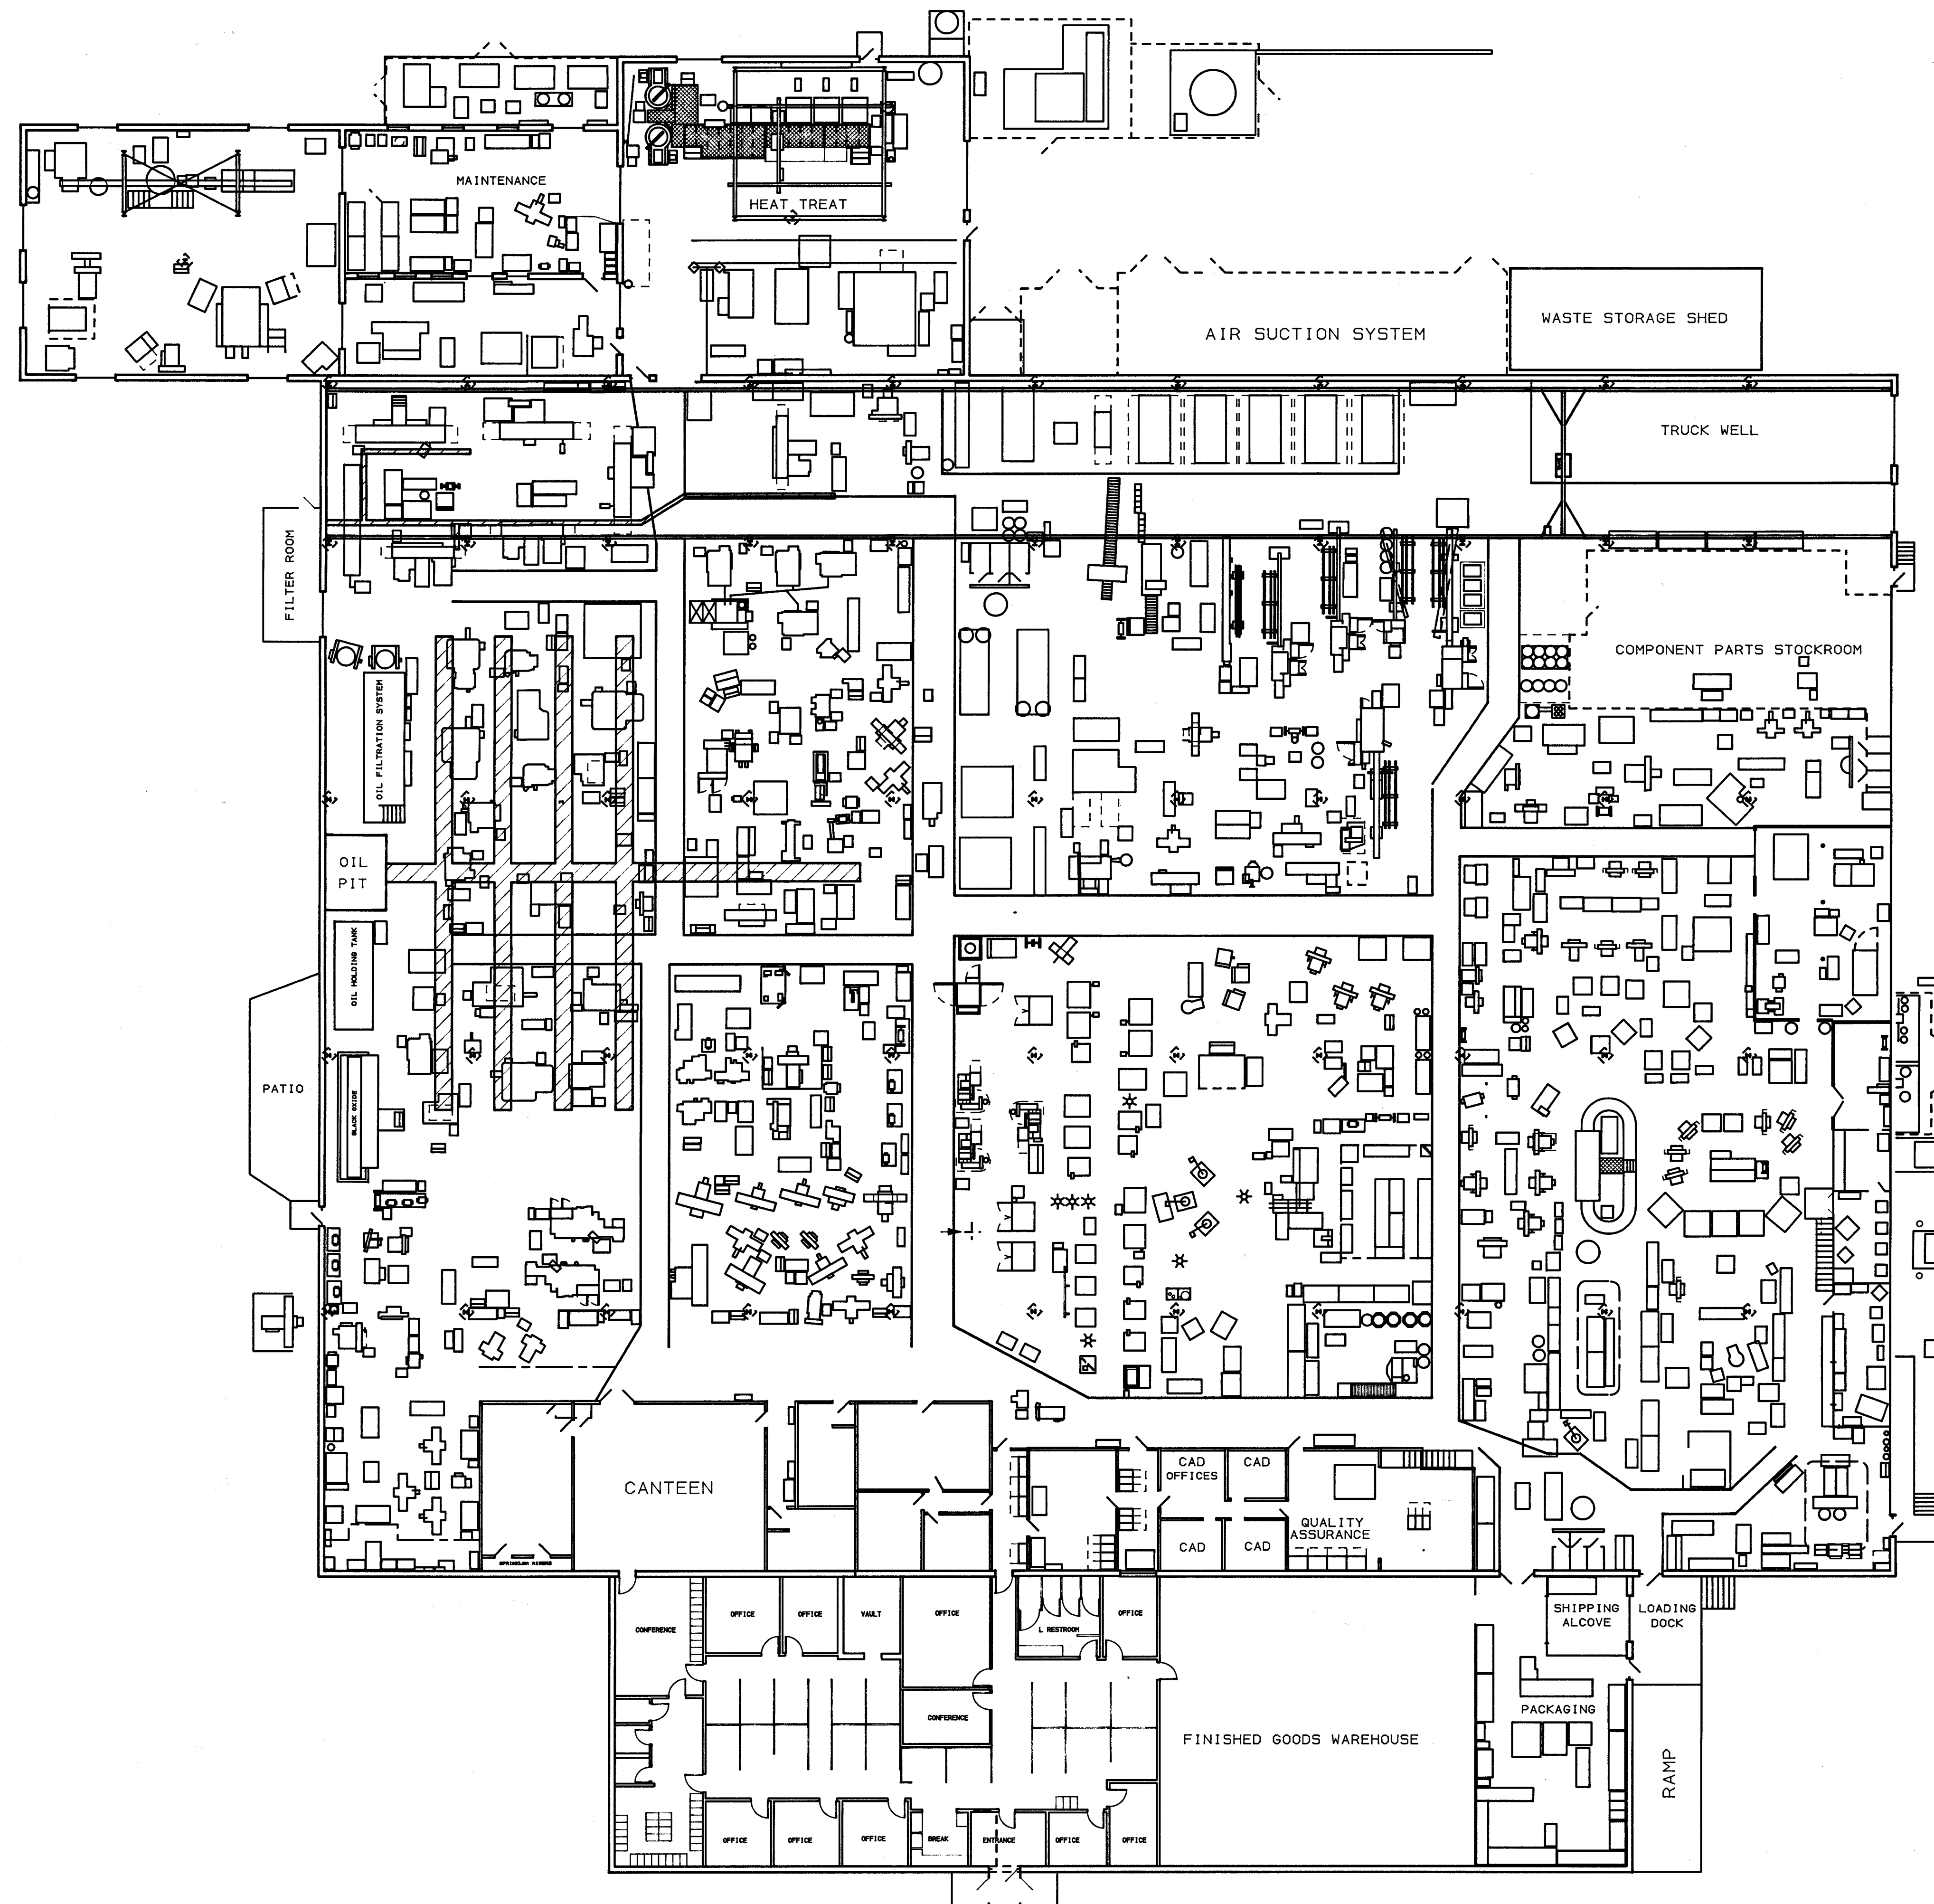 MAINTENANCE
HEAT TREAT
AIR SUCTION SYSTEM
WASTE STORAGE SHED
TRUCK WELL
FILTER ROOM
COMPONENT PARTS STOCKROOM
OIL FILTRATION SYSTEM
OIL
PIT
OIL HOLDING TANK
PATIO
BLACK OXIDE
CANTEEN
CAD
OFFICES
CAD
QUALITY
ASSURANCE
CAD
CAD
CONFERENCE
OFFICE
OFFICE
VAULT
OFFICE
L RESTROOM
OFFICE
SHIPPING
ALCOVE
LOADING
DOCK
CONFERENCE
PACKAGING
FINISHED GOODS WAREHOUSE
RAMP
OFFICE
OFFICE
OFFICE
BREAK
ENTRANCE
OFFICE
OFFICE